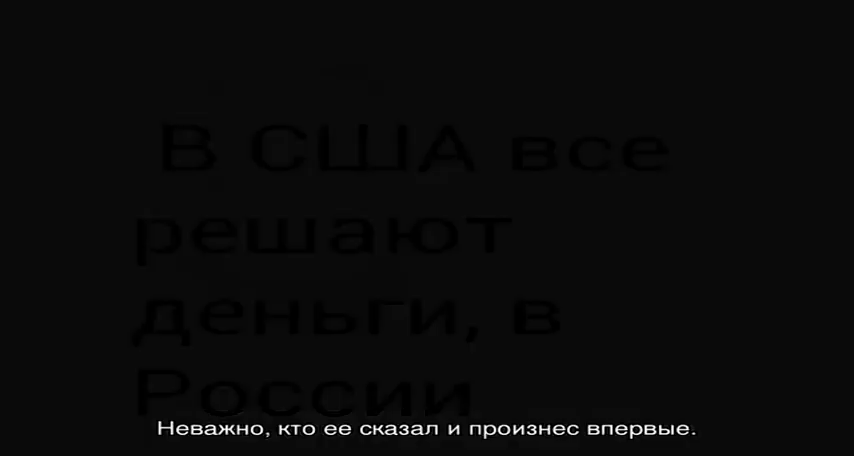 В США все
решают
деньги, в
России
Неважно, кто ее сказал и произнес впервые.